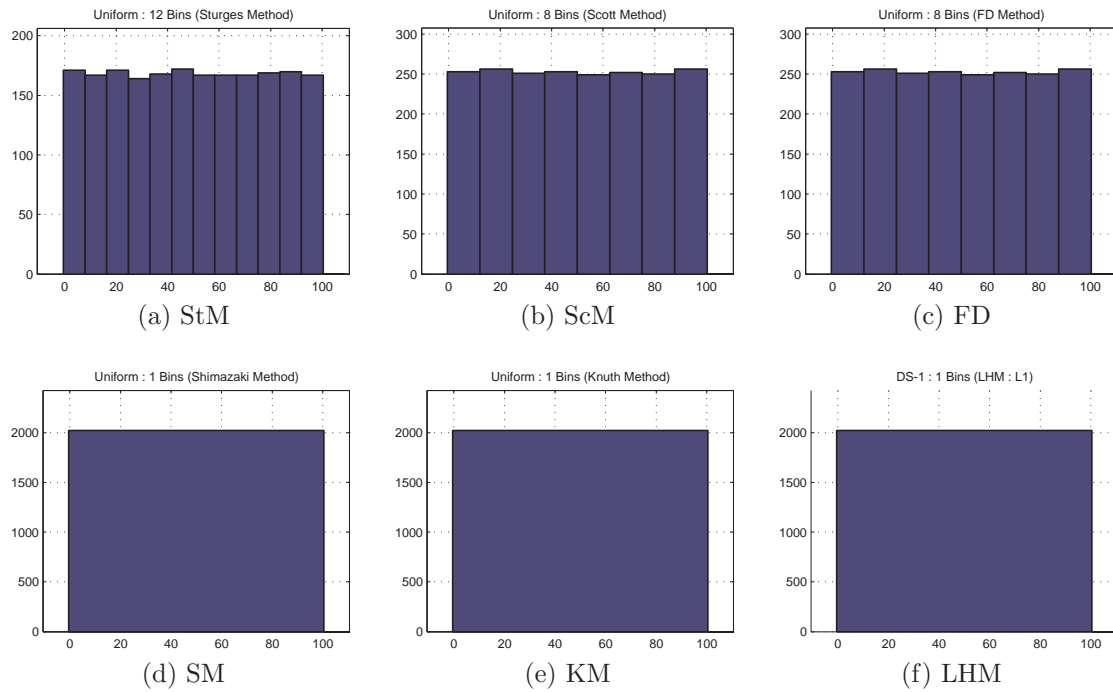 Uniform : 12 Bins (Sturges Method)
200
150
100
50
0
0 20 40 60 80 100
(a) StM
Uniform : 8 Bins (Scott Method)
300
250
200
150
100
50
0
0 20 40 60 80 100
(b) ScM
Uniform : 8 Bins (FD Method)
300
250
200
150
100
50
0
0 20 40 60 80 100
(c) FD
Uniform : 1 Bins (Shimazaki Method)
2000
1500
1000
500
0
0 20 40 60 80 100
(d) SM
Uniform : 1 Bins (Knuth Method)
2000
1500
1000
500
0
0 20 40 60 80 100
(e) KM
DS-1 : 1 Bins (LHM : L1)
2000
1500
1000
500
0
0 20 40 60 80 100
(f) LHM